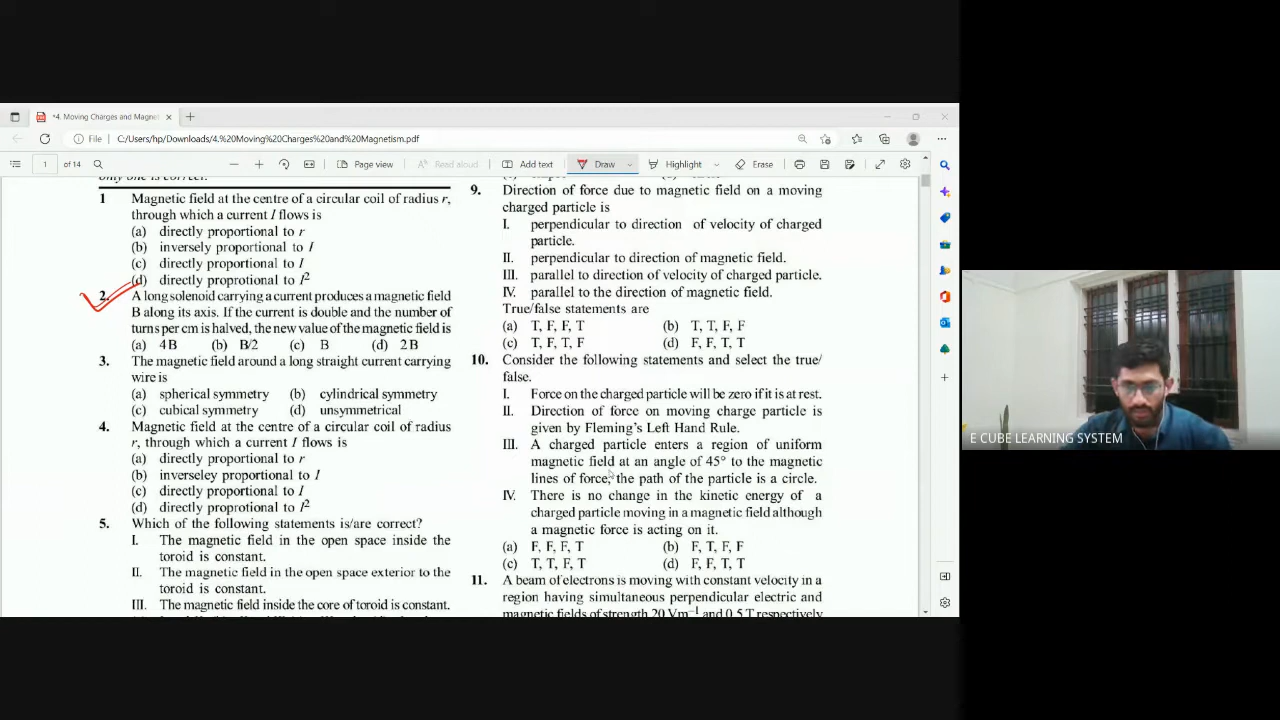 *4. Moving Charges and Magne
File
C:/Users/hp/Downloads/4.%20Moving%20Charges%20and%20Magnetism.pdf
1 of 14
Page view
Read aloud
Add text
Draw
Highlight
Erase
only one is correct.
1 Magnetic field at the centre of a circular coil of radius r,
through which a current I flows is
(a) directly proportional to r
(b) inversely proportional to I
(c) directly proportional to I
(d) directly proportional to I²
2. A long solenoid carrying a current produces a magnetic field
B along its axis. If the current is double and the number of
turns per cm is halved, the new value of the magnetic field is
(a) 4B (b) B/2 (c) B (d) 2B
3. The magnetic field around a long straight current carrying
wire is
(a) spherical symmetry (b) cylindrical symmetry
(c) cubical symmetry (d) unsymmetrical
4. Magnetic field at the centre of a circular coil of radius
r, through which a current I flows is
(a) directly proportional to r
(b) inverseley proportional to I
(c) directly proportional to I
(d) directly proportional to I²
5. Which of the following statements is/are correct?
I. The magnetic field in the open space inside the
toroid is constant.
II. The magnetic field in the open space exterior to the
toroid is constant.
III. The magnetic field inside the core of toroid is constant.
9. Direction of force due to magnetic field on a moving
charged particle is
I. perpendicular to direction of velocity of charged
particle.
II. perpendicular to direction of magnetic field.
III. parallel to direction of velocity of charged particle.
IV. parallel to the direction of magnetic field.
True/false statements are
(a) T, F, F, T (b) T, T, F, F
(c) T, F, T, F (d) F, F, T, T
10. Consider the following statements and select the true/
false.
I. Force on the charged particle will be zero if it is at rest.
II. Direction of force on moving charge particle is
given by Fleming's Left Hand Rule.
III. A charged particle enters a region of uniform
magnetic field at an angle of 45° to the magnetic
lines of force, the path of the particle is a circle.
IV. There is no change in the kinetic energy of a
charged particle moving in a magnetic field although
a magnetic force is acting on it.
(a) F, F, F, T (b) F, T, F, F
(c) T, T, F, T (d) F, F, T, T
11. A beam of electrons is moving with constant velocity in a
region having simultaneous perpendicular electric and
magnetic fields of strength 20 Vm⁻¹ and 0.5 T respectively
E CUBE LEARNING SYSTEM